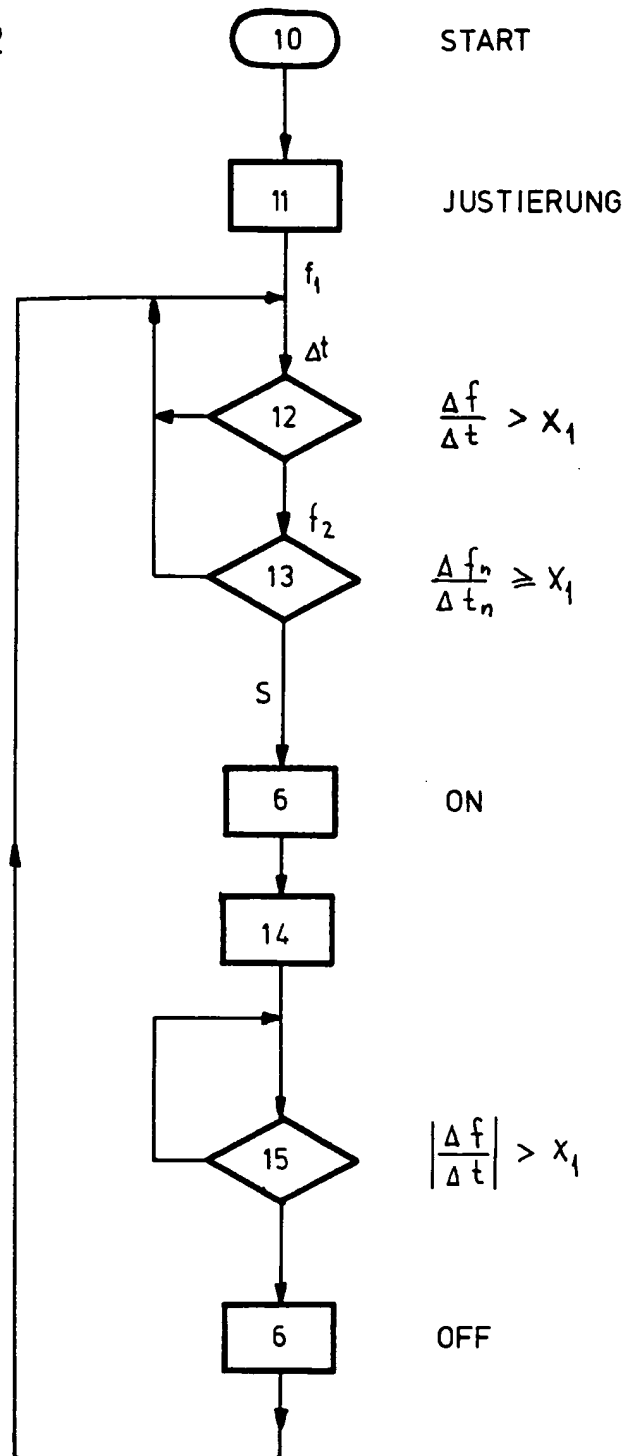 2
10 START
11 JUSTIERUNG
f₁
Δt
12 Δf/Δt > X₁
f₂
13 Δfₙ/Δtₙ ≥ X₁
S
6 ON
14
15 |Δf/Δt| > X₁
6 OFF